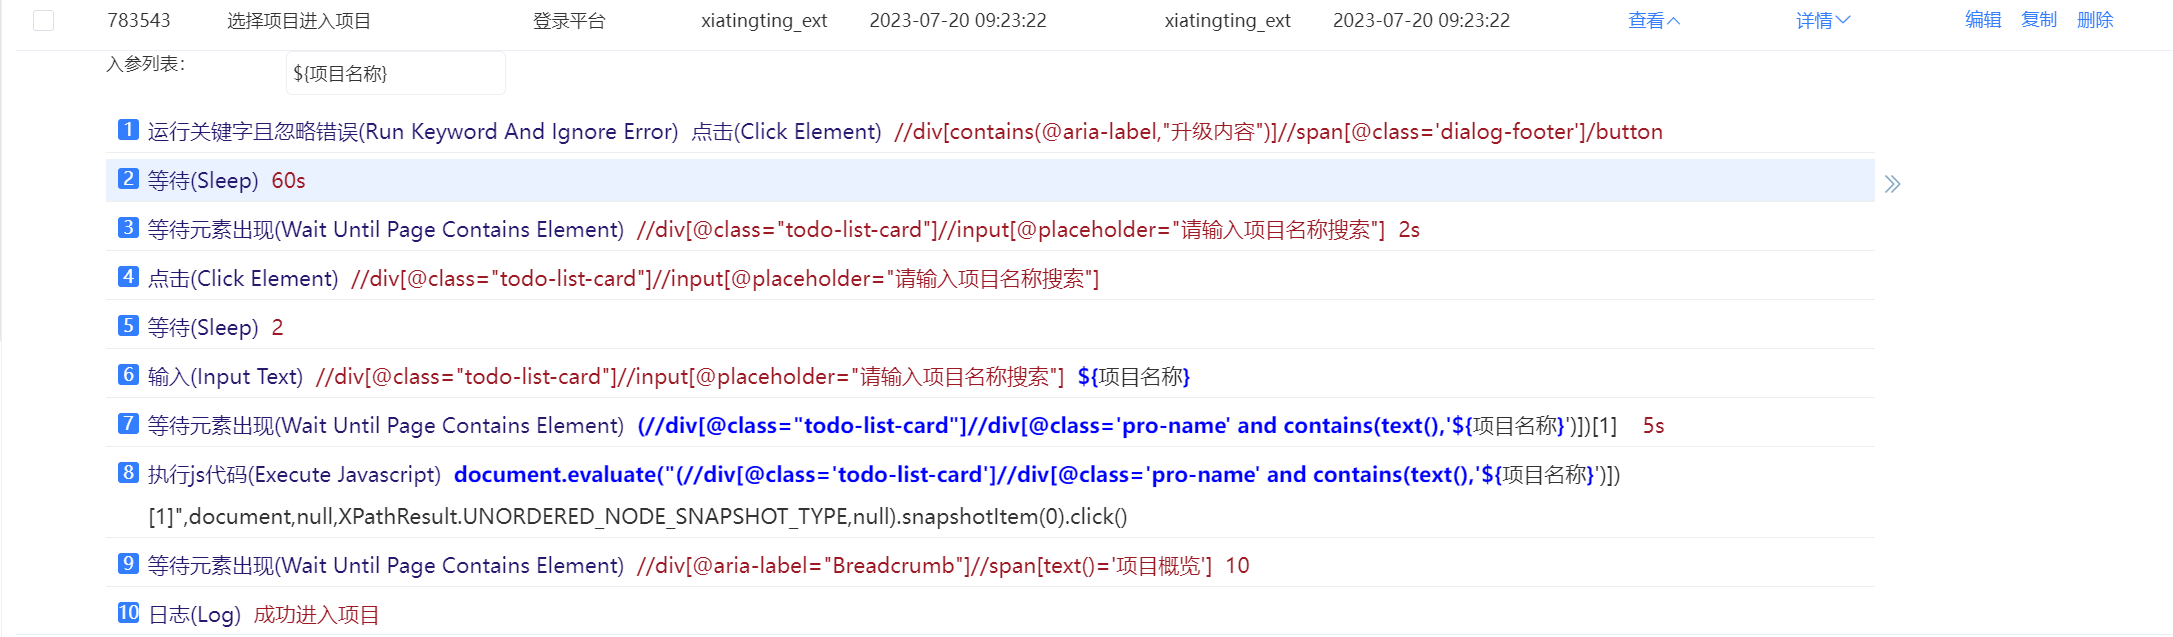 783543 选择项目进入项目 登录平台 xiatingting_ext 2023-07-20 09:23:22 xiatingting_ext 2023-07-20 09:23:22 查看 详情 编辑 复制 删除
入参列表: ${项目名称}
1 运行关键字且忽略错误(Run Keyword And Ignore Error) 点击(Click Element) //div[contains(@aria-label,"升级内容")]//span[@class='dialog-footer']/button
2 等待(Sleep) 60s
3 等待元素出现(Wait Until Page Contains Element) //div[@class="todo-list-card"]//input[@placeholder="请输入项目名称搜索"] 2s
4 点击(Click Element) //div[@class="todo-list-card"]//input[@placeholder="请输入项目名称搜索"]
5 等待(Sleep) 2
6 输入(Input Text) //div[@class="todo-list-card"]//input[@placeholder="请输入项目名称搜索"] ${项目名称}
7 等待元素出现(Wait Until Page Contains Element) (//div[@class="todo-list-card"]//div[@class='pro-name' and contains(text(),'${项目名称}')])[1] 5s
8 执行js代码(Execute Javascript) document.evaluate("(//div[@class='todo-list-card']//div[@class='pro-name' and contains(text(),'${项目名称}')])
[1]",document,null,XPathResult.UNORDERED_NODE_SNAPSHOT_TYPE,null).snapshotItem(0).click()
9 等待元素出现(Wait Until Page Contains Element) //div[@aria-label="Breadcrumb"]//span[text()='项目概览'] 10
10 日志(Log) 成功进入项目